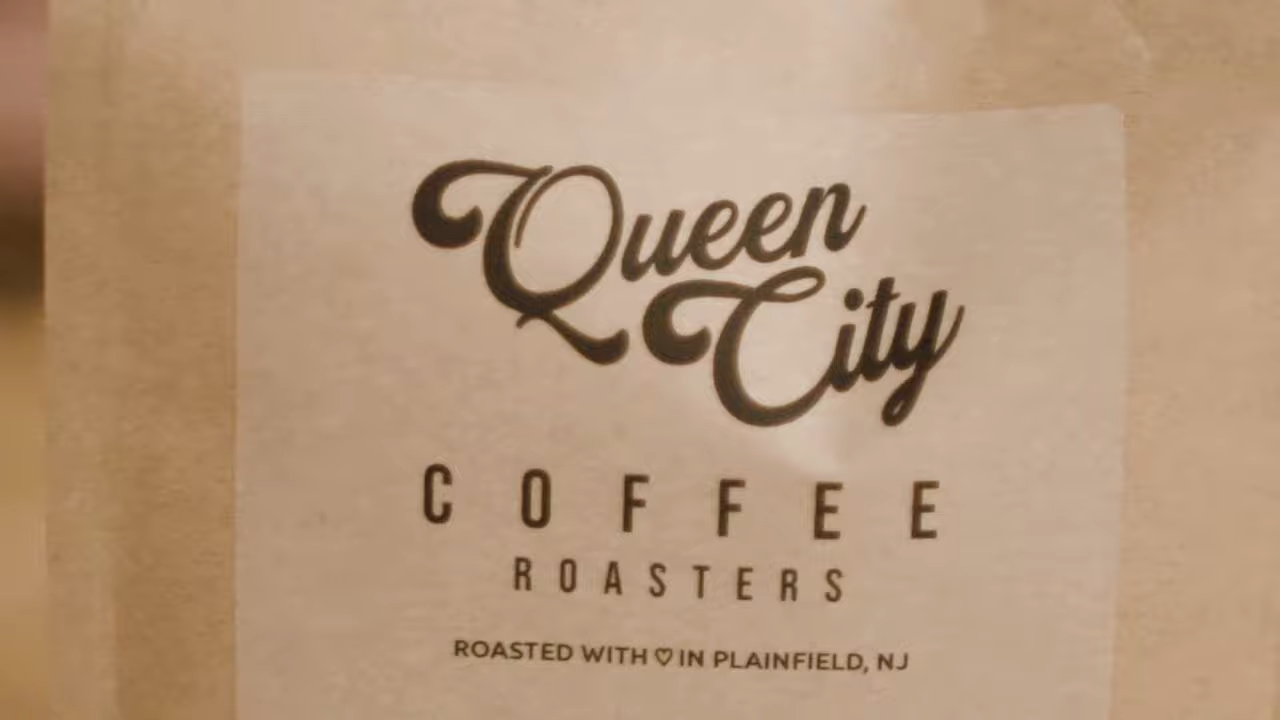 Queen
City
COFFEE
ROASTERS
ROASTED WITH ♡ IN PLAINFIELD, NJ